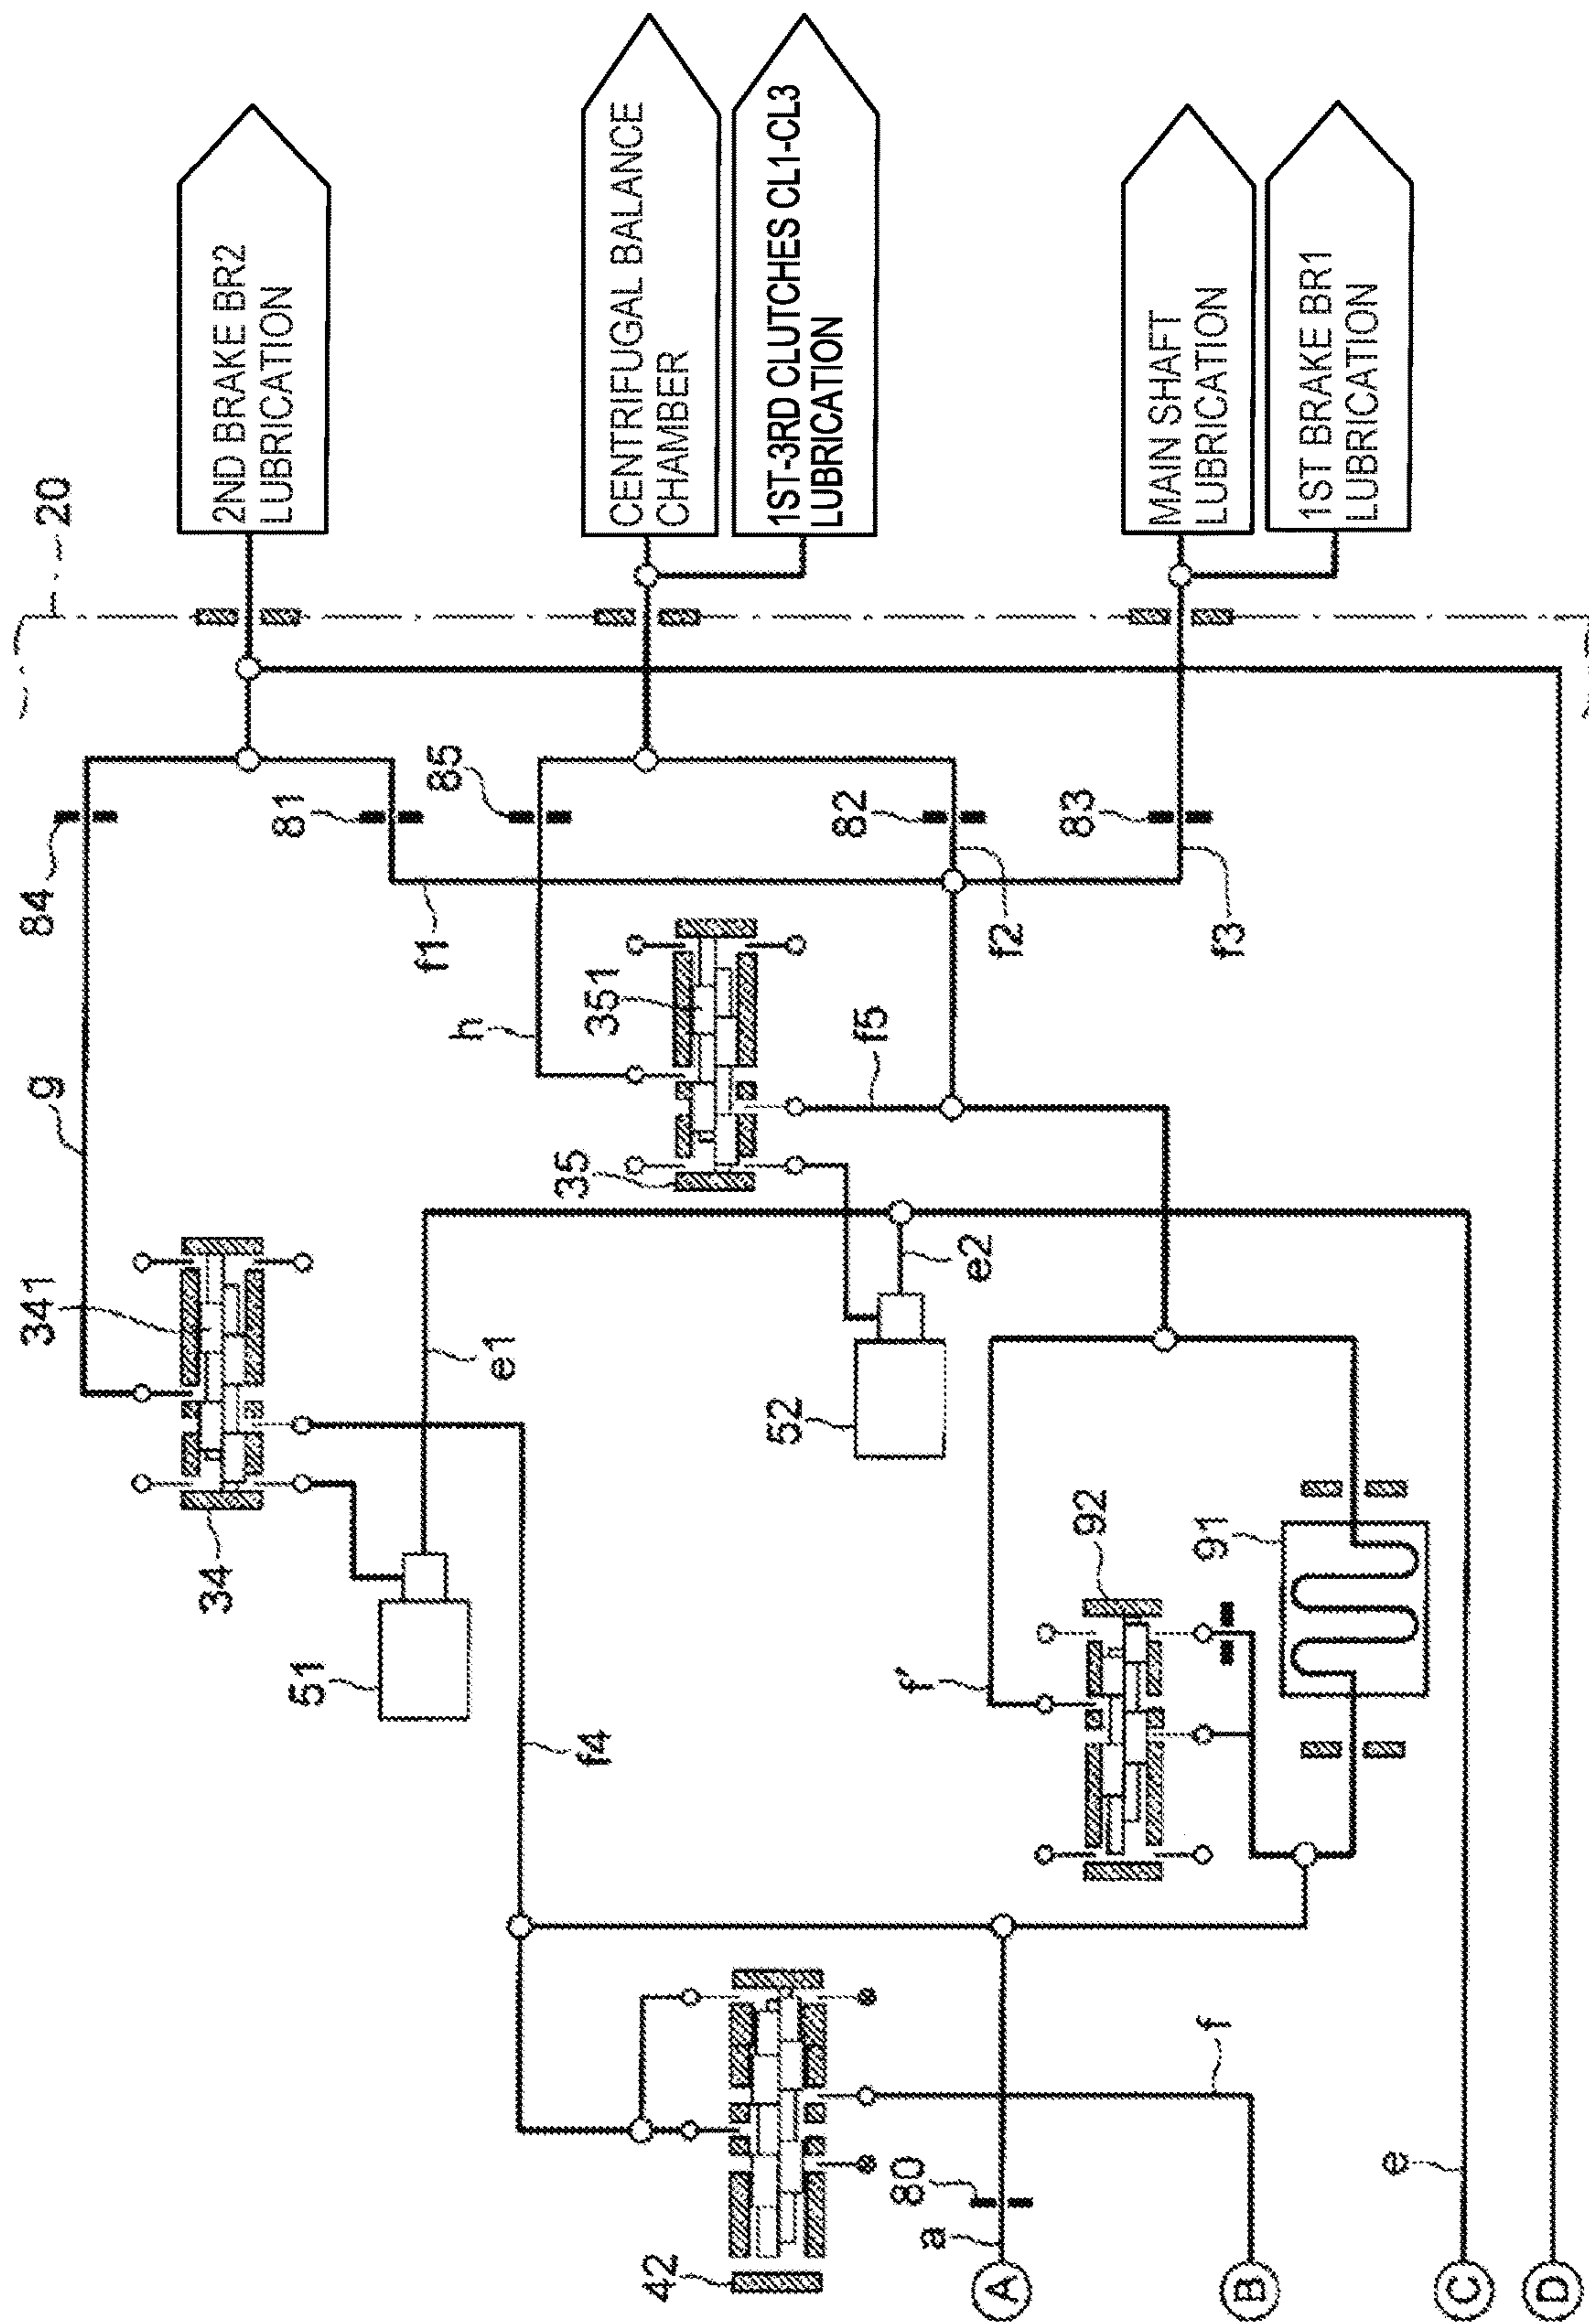 20
2ND BRAKE BR2
LUBRICATION
CENTRIFUGAL BALANCE
CHAMBER
1ST-3RD CLUTCHES CL1-CL3
LUBRICATION
MAIN SHAFT
LUBRICATION
1ST BRAKE BR1
LUBRICATION
84
81
85
82
83
g
f1
h
351
f5
f2
f3
341
34
35
e1
e2
51
52
f4
f'
92
91
42
80
a
f
e
A
B
C
D